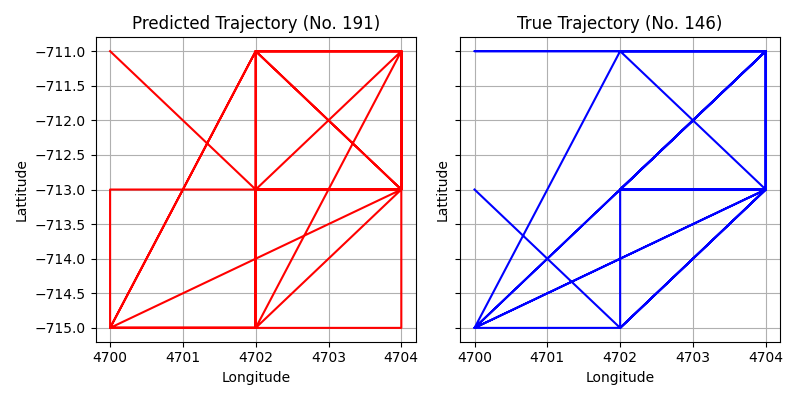 Predicted Trajectory (No. 191)
True Trajectory (No. 146)
−711.0
−711.5
−712.0
−712.5
−713.0
−713.5
−714.0
−714.5
−715.0
Lattitude
Lattitude
4700 4701 4702 4703 4704
4700 4701 4702 4703 4704
Longitude
Longitude